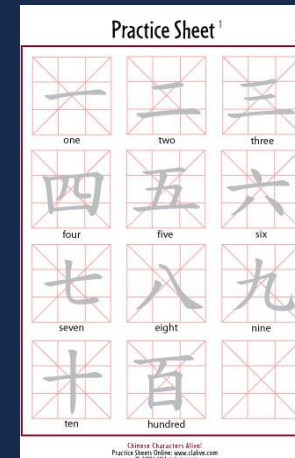 Practice Sheet 1
一 二 三
one two three
四 五 六
four five six
七 八 九
seven eight nine
十 百
ten hundred
Chinese Characters Alive!
Practice Sheets Online: www.clalive.com